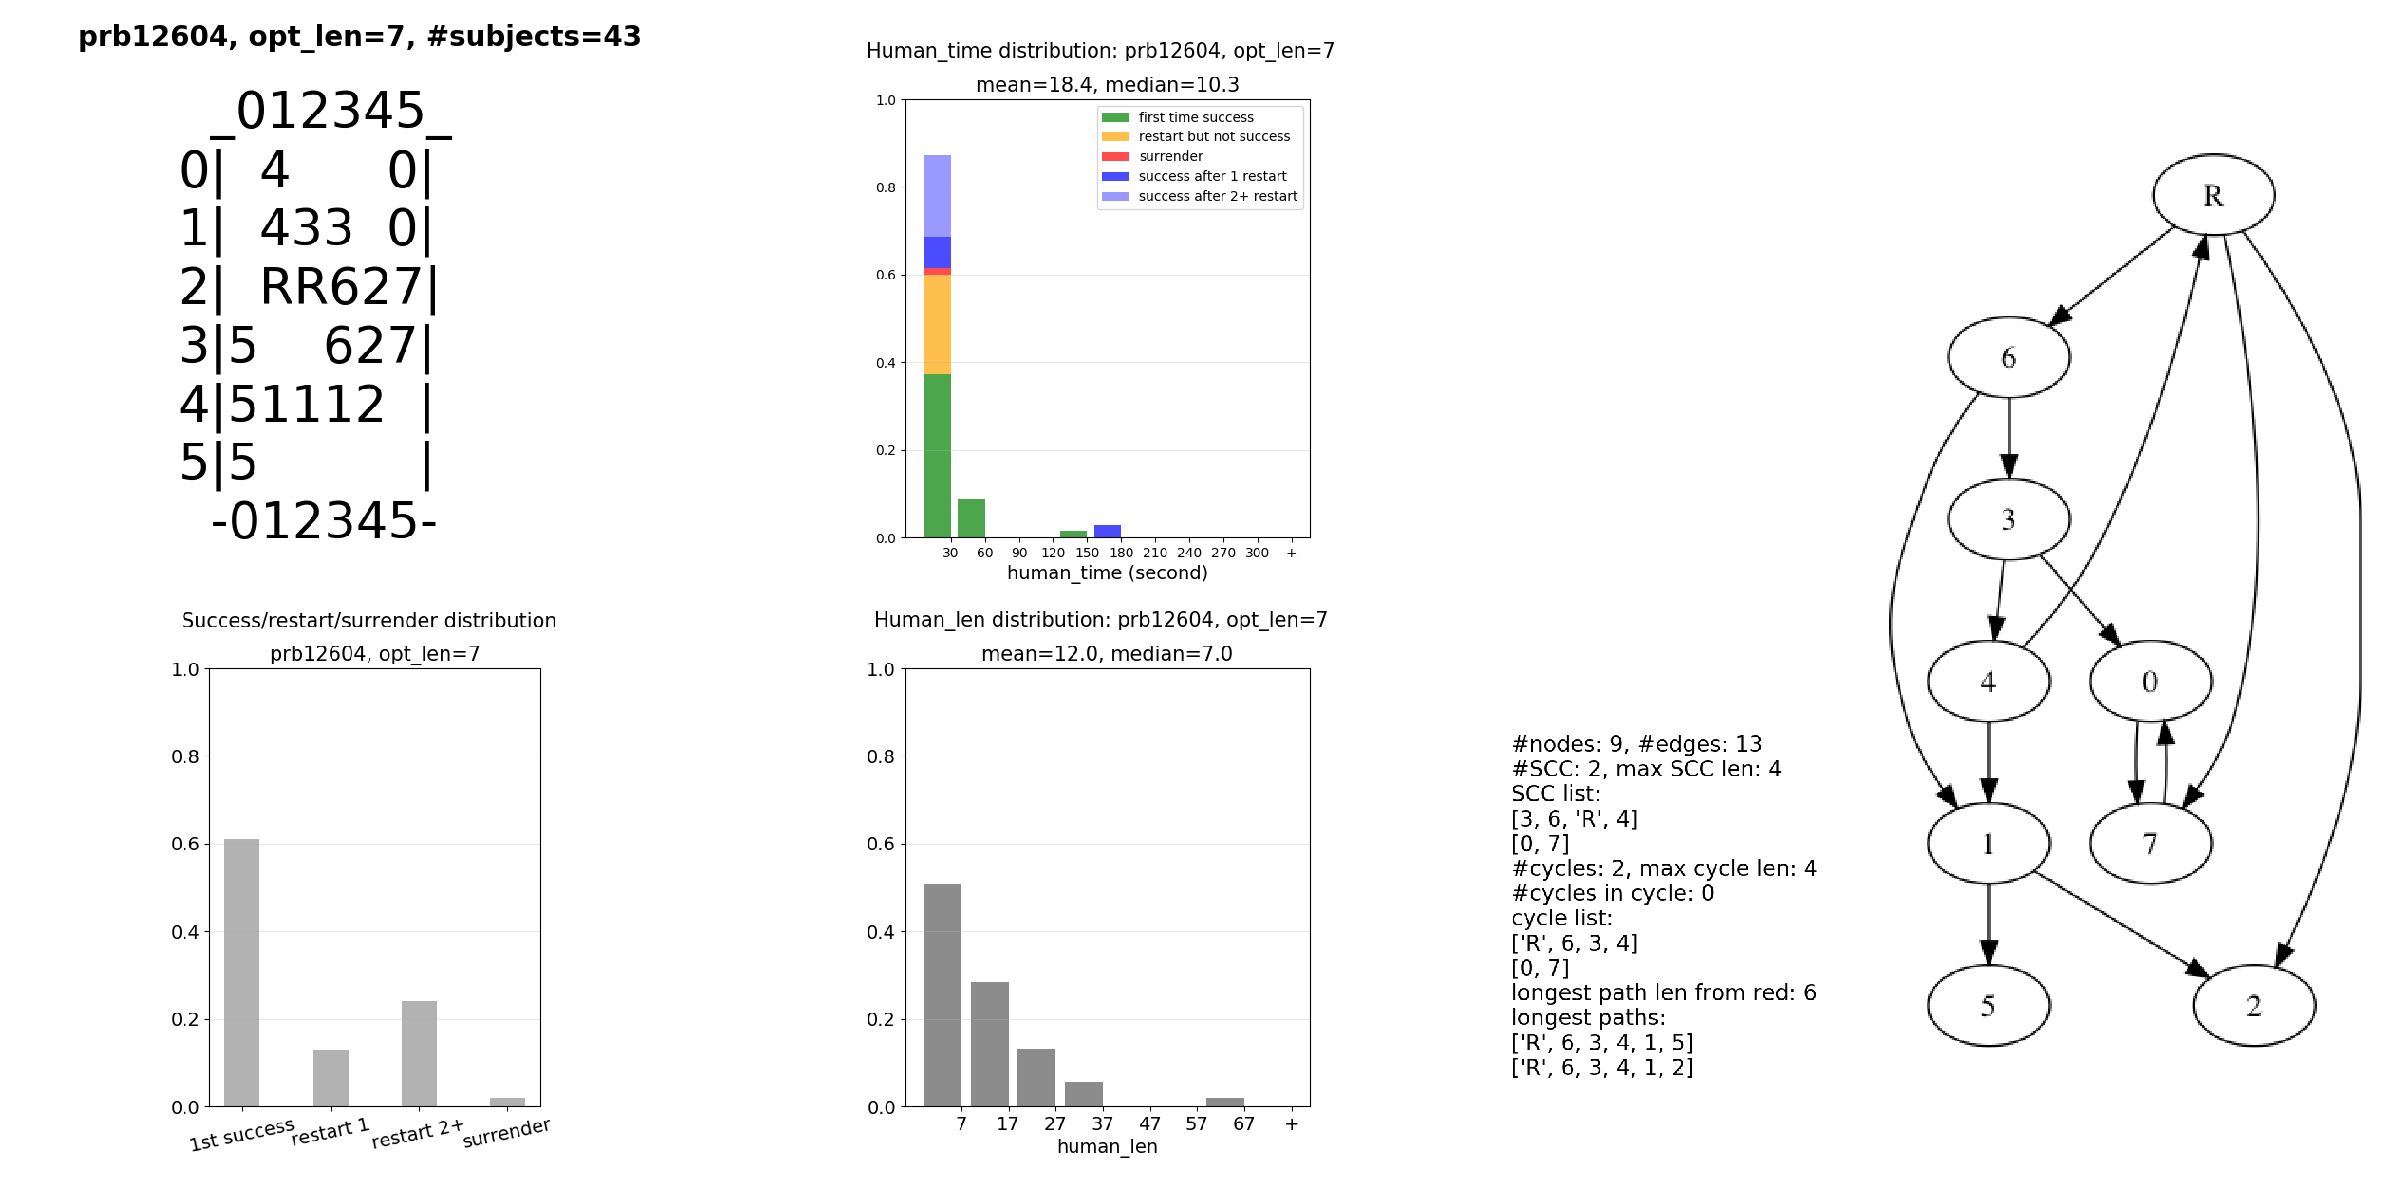 prb12604, opt_len=7, #subjects=43
_012345_
0| 4   0|
1| 433 0|
2| RR627|
3|5  627|
4|51112 |
5|5     |
-012345-
Human_time distribution: prb12604, opt_len=7
mean=18.4, median=10.3
1.0
0.8
0.6
0.4
0.2
0.0
first time success
restart but not success
surrender
success after 1 restart
success after 2+ restart
30 60 90 120 150 180 210 240 270 300 +
human_time (second)
Success/restart/surrender distribution
prb12604, opt_len=7
1.0
0.8
0.6
0.4
0.2
0.0
1st success restart 1 restart 2+ surrender
Human_len distribution: prb12604, opt_len=7
mean=12.0, median=7.0
1.0
0.8
0.6
0.4
0.2
0.0
7 17 27 37 47 57 67 +
human_len
#nodes: 9, #edges: 13
#SCC: 2, max SCC len: 4
SCC list:
[3, 6, 'R', 4]
[0, 7]
#cycles: 2, max cycle len: 4
#cycles in cycle: 0
cycle list:
['R', 6, 3, 4]
[0, 7]
longest path len from red: 6
longest paths:
['R', 6, 3, 4, 1, 5]
['R', 6, 3, 4, 1, 2]
R
6
3
4 0
1 7
5 2